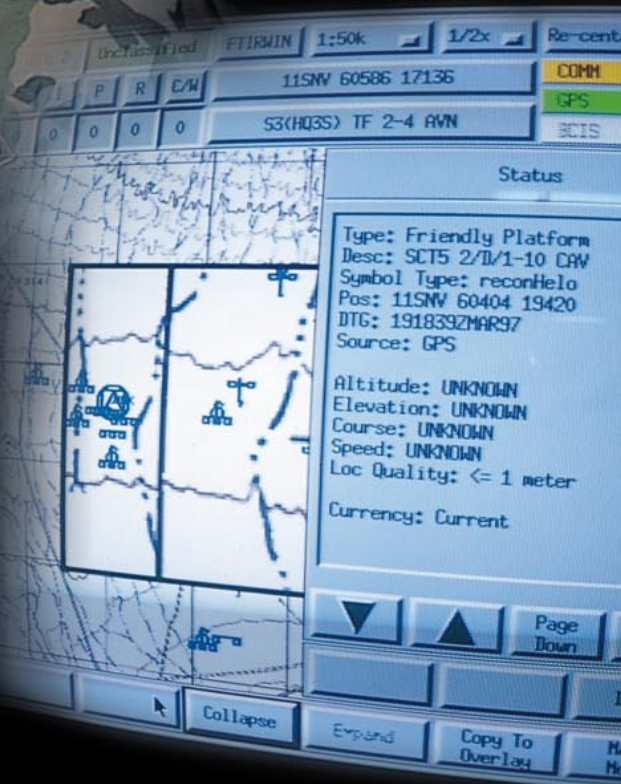 Unclassified FTIRWIN 1:50k 1/2x Re-cent
P R C/W 11SNV 60586 17136 COMM
GPS
0 0 0 0 S3(HQ3S) TF 2-4 AVN BCIS
Status
Type: Friendly Platform
Desc: SCT5 2/D/1-10 CAV
Symbol Type: reconHelo
Pos: 11SNV 60404 19420
DTG: 191839ZMAR97
Source: GPS
Altitude: UNKNOWN
Elevation: UNKNOWN
Course: UNKNOWN
Speed: UNKNOWN
Loc Quality: <= 1 meter
Currency: Current
Page
Down
Collapse Expand Copy To
Overlay